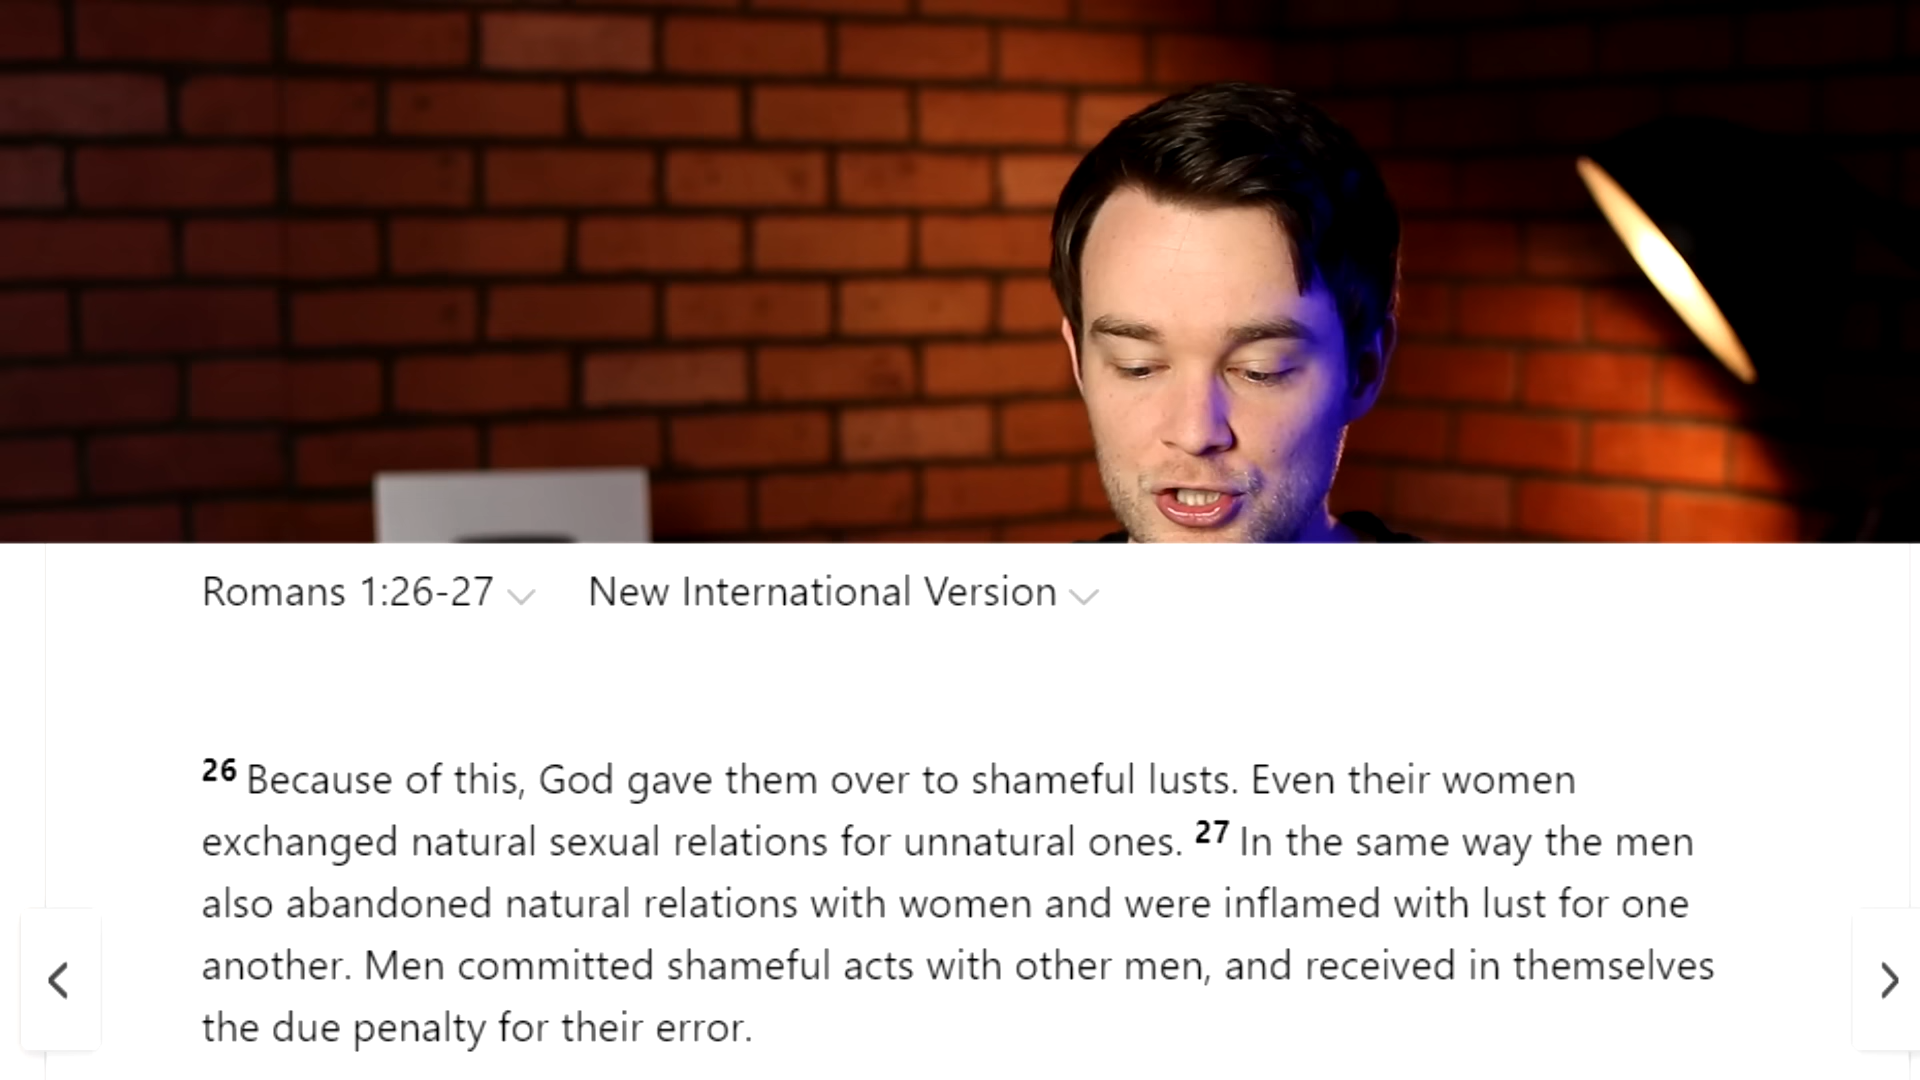 Romans 1:26-27 New International Version
26 Because of this, God gave them over to shameful lusts. Even their women
exchanged natural sexual relations for unnatural ones. 27 In the same way the men
also abandoned natural relations with women and were inflamed with lust for one
another. Men committed shameful acts with other men, and received in themselves
the due penalty for their error.